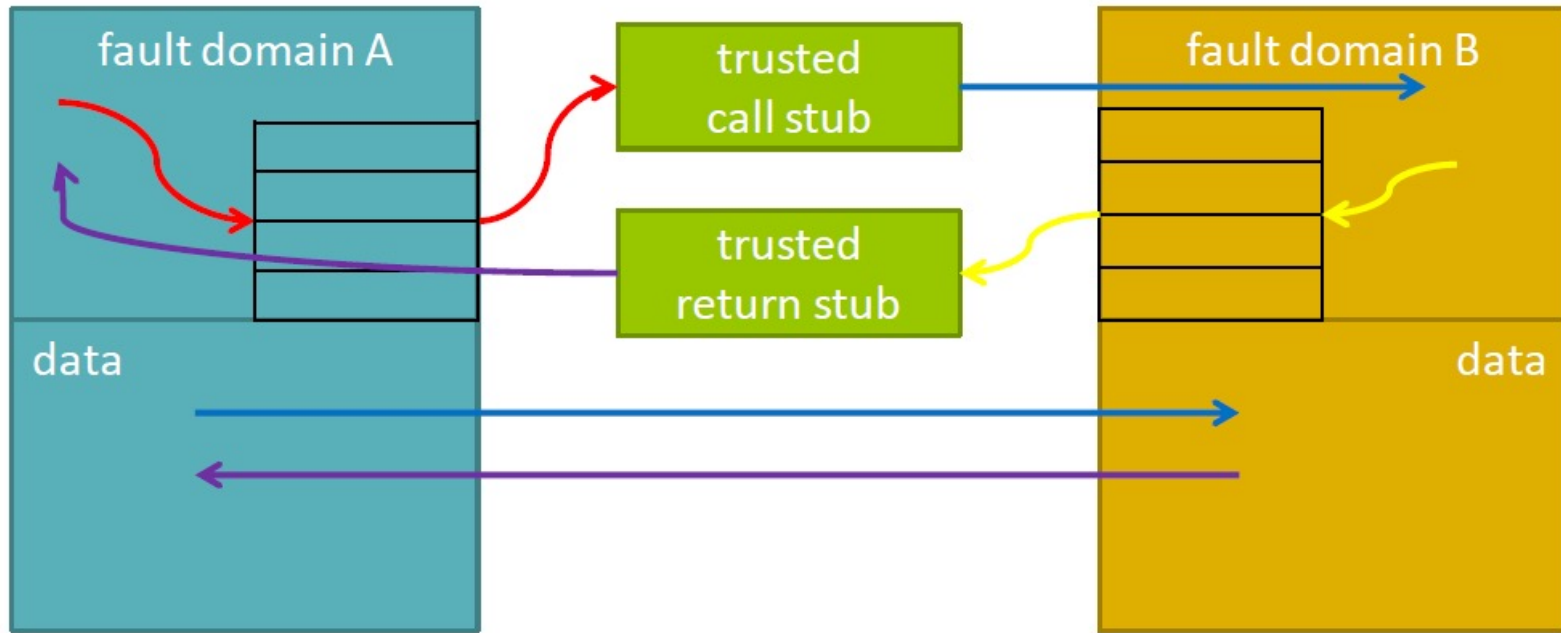 fault domain A
trusted
call stub
fault domain B
trusted
return stub
data
data